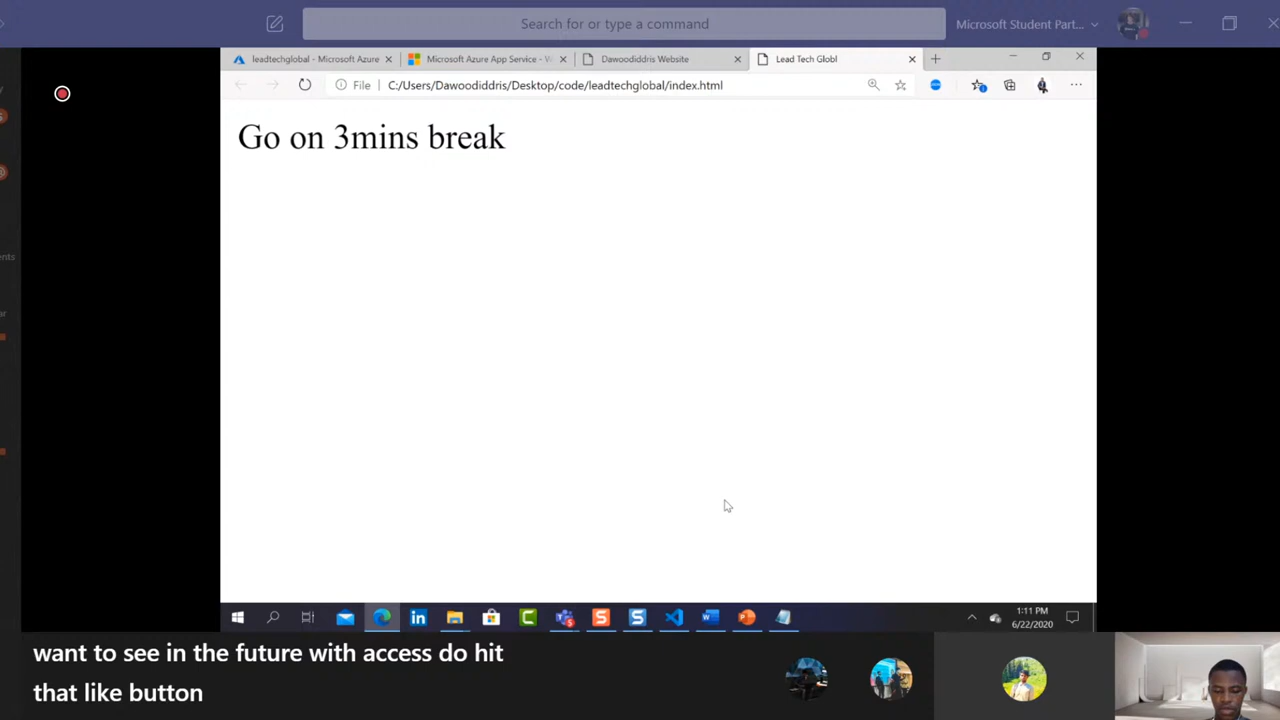 Search for or type a command
Microsoft Student Part...
leadtechglobal - Microsoft Azure
Microsoft Azure App Service - W
Dawoodiddris Website
Lead Tech Globl
File
C:/Users/Dawoodiddris/Desktop/code/leadtechglobal/index.html
Go on 3mins break
ents
ar
1:11 PM
6/22/2020
want to see in the future with access do hit
that like button